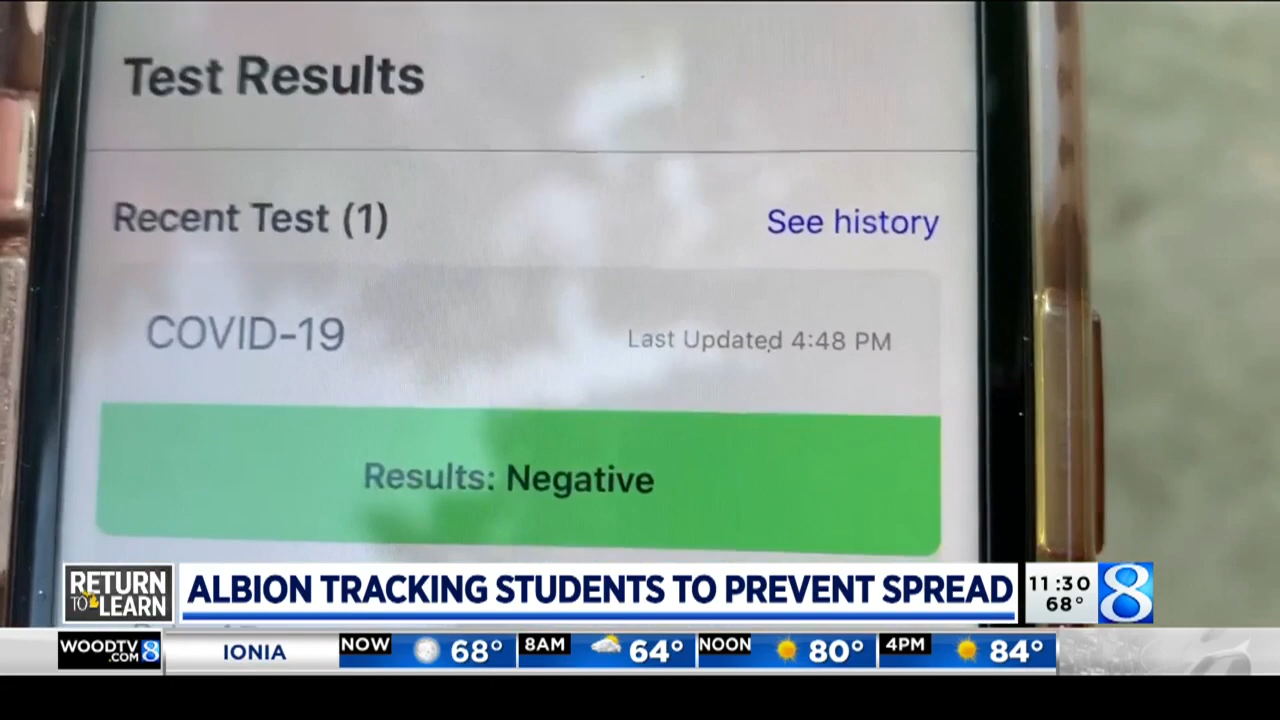 Test Results
Recent Test (1)
See history
COVID-19
Last Updated 4:48 PM
Results: Negative
RETURN
TO LEARN
ALBION TRACKING STUDENTS TO PREVENT SPREAD
11:30
68°
8
WOODTV
.COM 8
IONIA
NOW
68°
8AM
64°
NOON
80°
4PM
84°